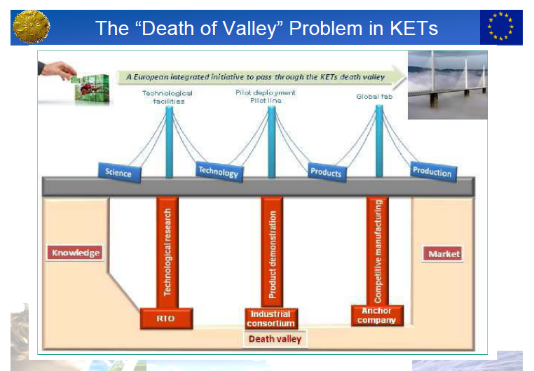 The “Death of Valley” Problem in KETs
A European integrated initiative to pass through the KETs death valley
Technological
facilities
Pilot deployment
Pilot line
Global fab
Science
Technology
Products
Production
Knowledge
Technological research
Product demonstration
Competitive manufacturing
Market
RTO
Industrial
consortium
Anchor
company
Death valley